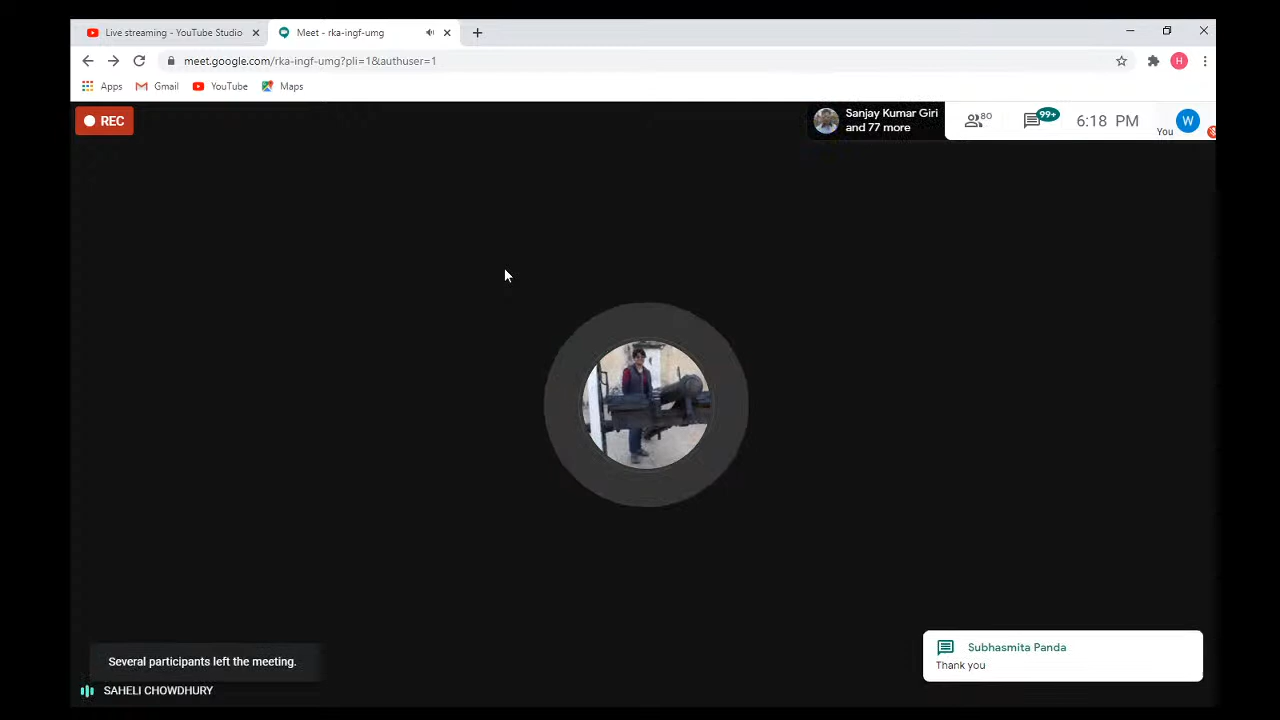 Live streaming - YouTube Studio
Meet - rka-ingf-umg
meet.google.com/rka-ingf-umg?pli=1&authuser=1
H
Apps
Gmail
YouTube
Maps
REC
Sanjay Kumar Giri
and 77 more
80
99+
6:18 PM
You
W
Several participants left the meeting.
SAHELI CHOWDHURY
Subhasmita Panda
Thank you